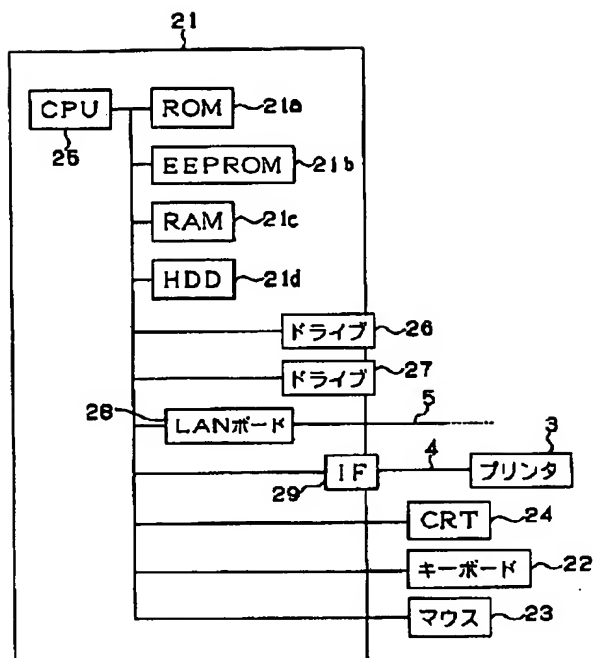 21
CPU
25
ROM 21a
EEPROM 21b
RAM 21c
HDD 21d
ドライブ 26
ドライブ 27
28 LANボード 5
29 IF 4 プリンタ 3
CRT 24
キーボード 22
マウス 23